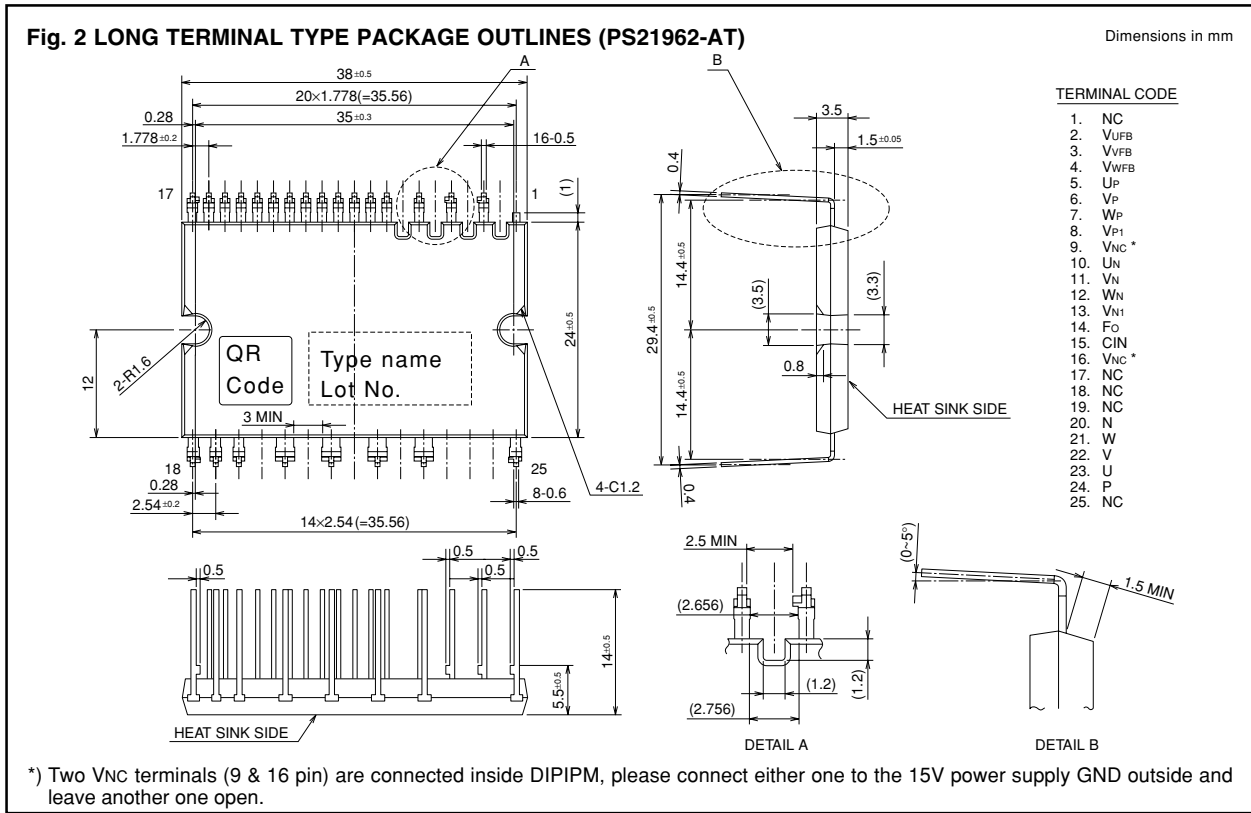 Fig. 2 LONG TERMINAL TYPE PACKAGE OUTLINES (PS21962-AT)
Dimensions in mm
A
B
38±0.5
20×1.778(=35.56)
35±0.3
0.28
1.778±0.2
16-0.5
17
1
(1)
24±0.5
12
2-R1.6
QR
Code
Type name
Lot No.
3 MIN
18
25
0.28
2.54±0.2
8-0.6
4-C1.2
14×2.54(=35.56)
3.5
1.5±0.05
0.4
14.4±0.5
29.4±0.5
(3.5)
(3.3)
0.8
14.4±0.5
HEAT SINK SIDE
0.4
TERMINAL CODE
1. NC
2. VUFB
3. VVFB
4. VWFB
5. UP
6. VP
7. WP
8. VP1
9. VNC *
10. UN
11. VN
12. WN
13. VN1
14. FO
15. CIN
16. VNC *
17. NC
18. NC
19. NC
20. N
21. W
22. V
23. U
24. P
25. NC
0.5
0.5
0.5
0.5
14±0.5
5.5±0.5
HEAT SINK SIDE
2.5 MIN
(2.656)
(1.2)
(1.2)
(2.756)
DETAIL A
(0~5°)
1.5 MIN
DETAIL B
*) Two VNC terminals (9 & 16 pin) are connected inside DIPIPM, please connect either one to the 15V power supply GND outside and
leave another one open.